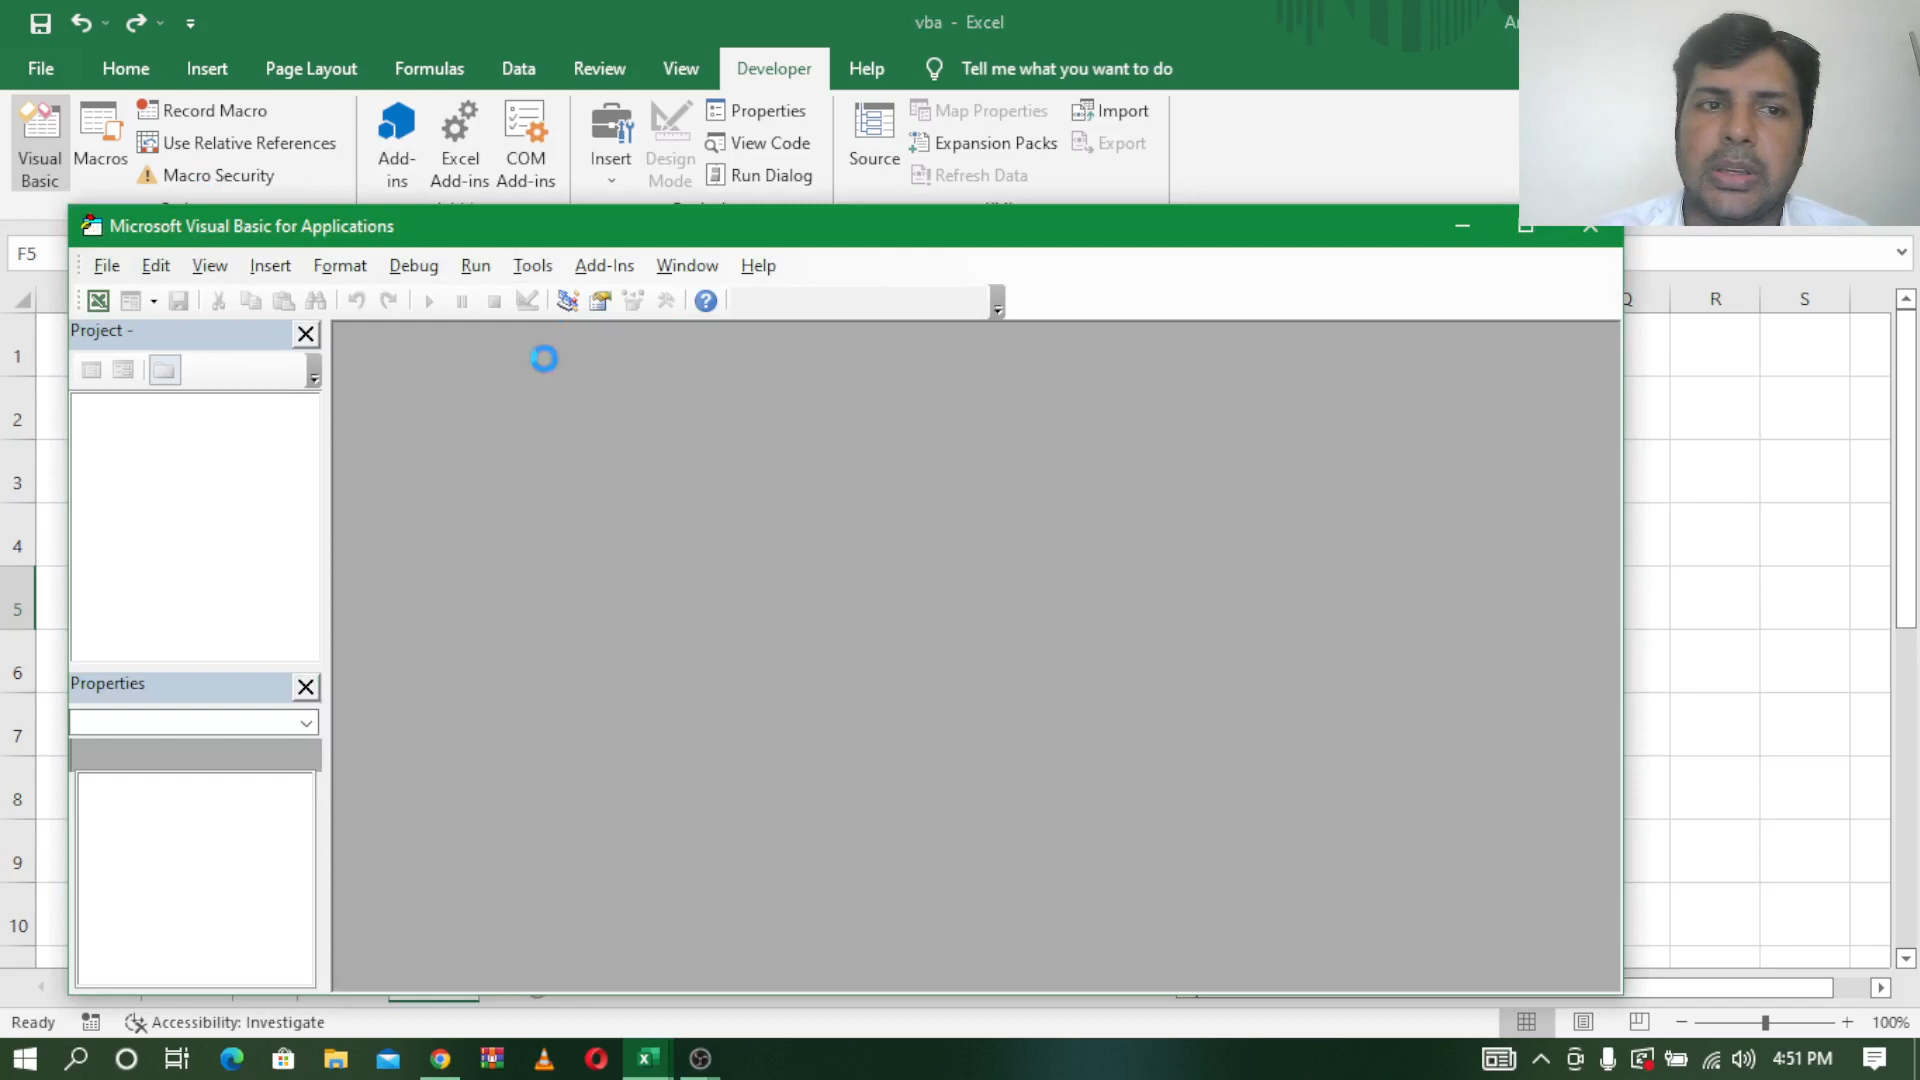 vba - Excel
File Home Insert Page Layout Formulas Data Review View Developer Help Tell me what you want to do
Visual Basic
Macros
Record Macro
Use Relative References
Macro Security
Add-ins
Excel Add-ins
COM Add-ins
Insert
Design Mode
Properties
View Code
Run Dialog
Source
Map Properties
Expansion Packs
Refresh Data
Import
Export
Microsoft Visual Basic for Applications
F5
File Edit View Insert Format Debug Run Tools Add-Ins Window Help
Project -
Properties
Q R S
1
2
3
4
5
6
7
8
9
10
Ready Accessibility: Investigate 100%
4:51 PM